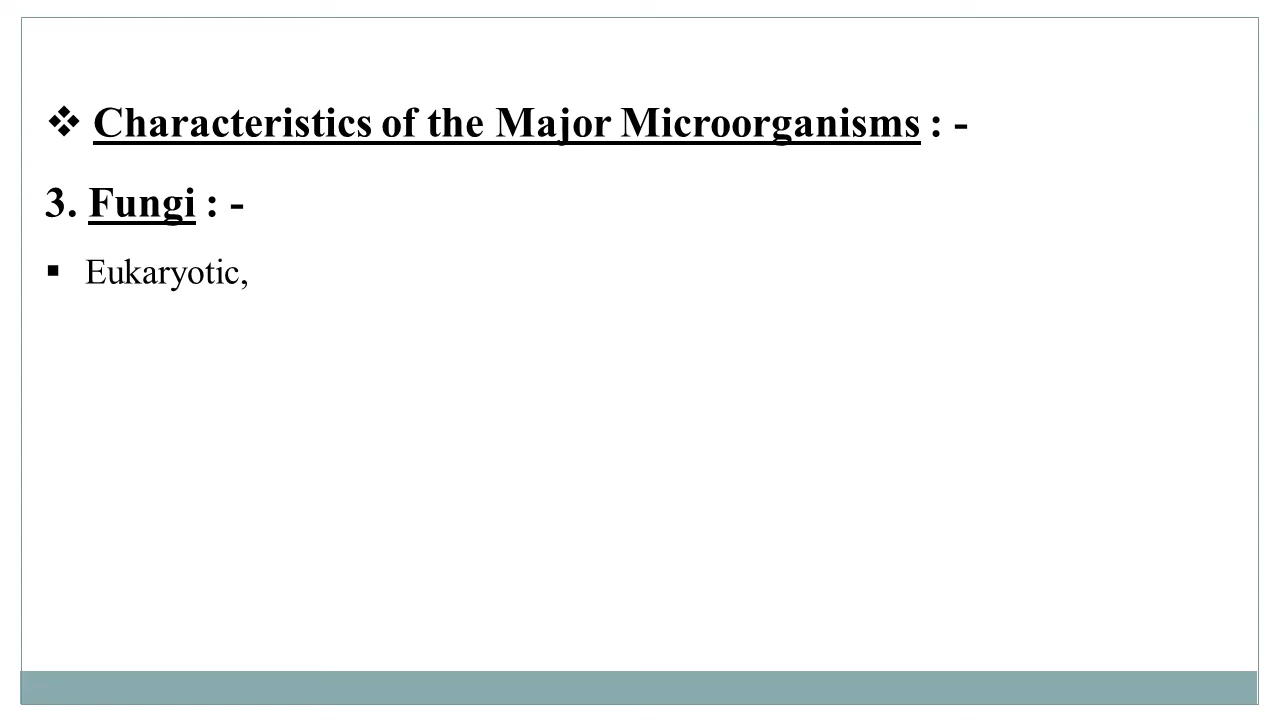 ❖ Characteristics of the Major Microorganisms : -
3. Fungi : -
▪ Eukaryotic,